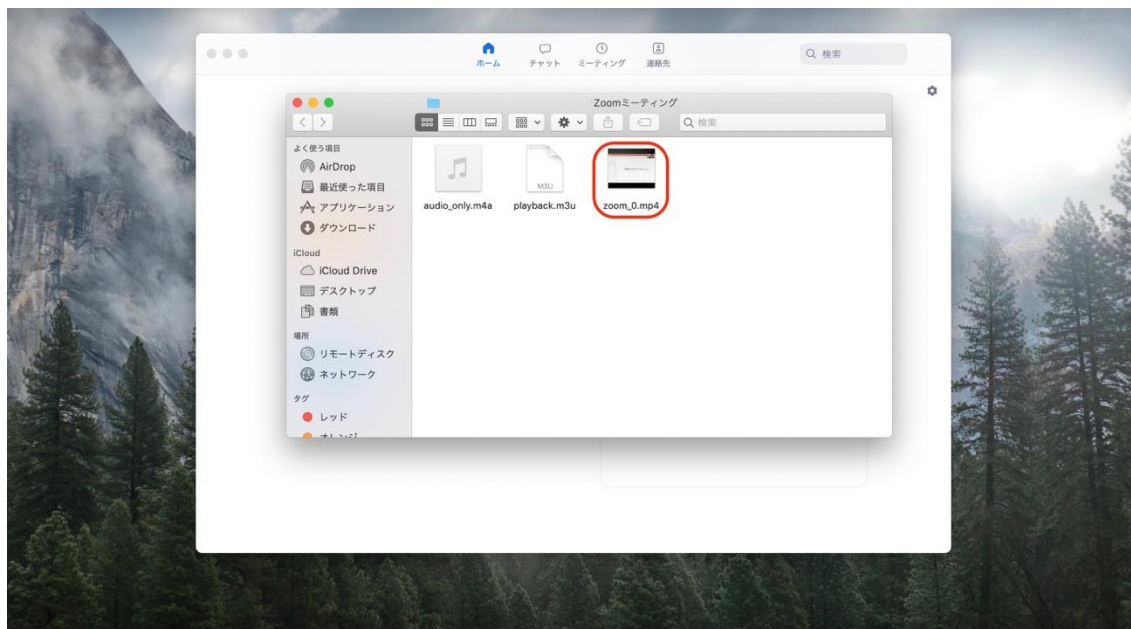 ホーム
チャット
ミーティング
連絡先
検索
Zoomミーティング
検索
よく使う項目
AirDrop
最近使った項目
アプリケーション
ダウンロード
iCloud
iCloud Drive
デスクトップ
書類
場所
リモートディスク
ネットワーク
タグ
レッド
オレンジ
M3U
audio_only.m4a
playback.m3u
zoom_0.mp4